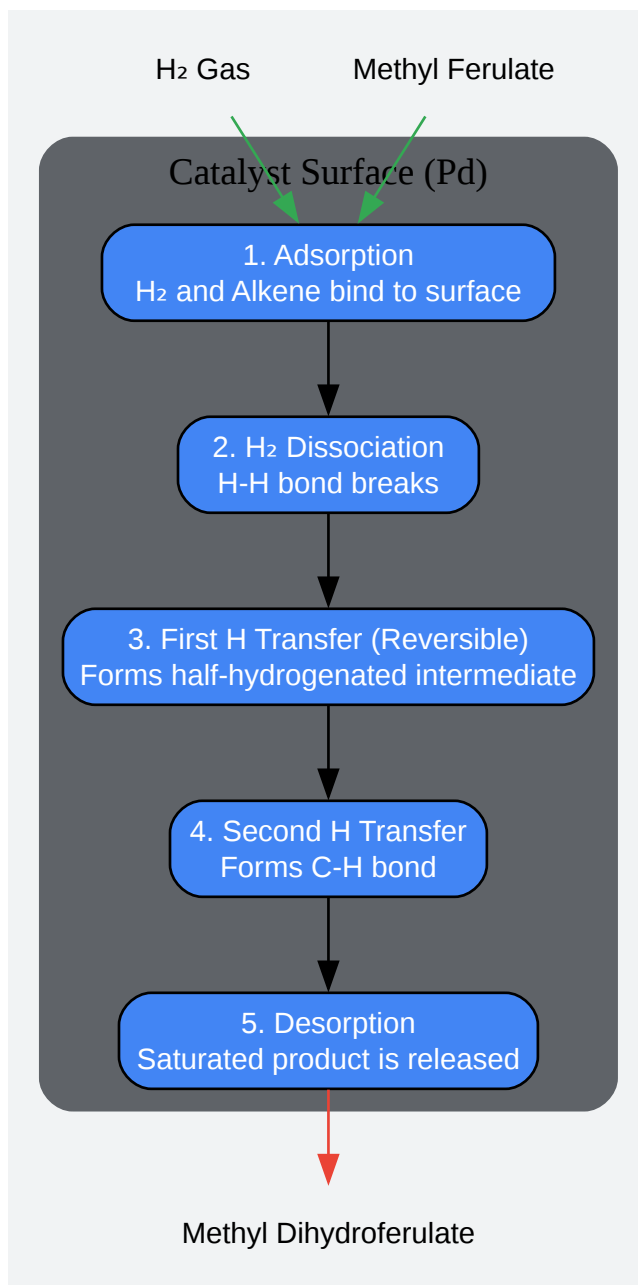 H₂ Gas
Methyl Ferulate
Catalyst Surface (Pd)
1. Adsorption
H₂ and Alkene bind to surface
2. H₂ Dissociation
H-H bond breaks
3. First H Transfer (Reversible)
Forms half-hydrogenated intermediate
4. Second H Transfer
Forms C-H bond
5. Desorption
Saturated product is released
Methyl Dihydroferulate